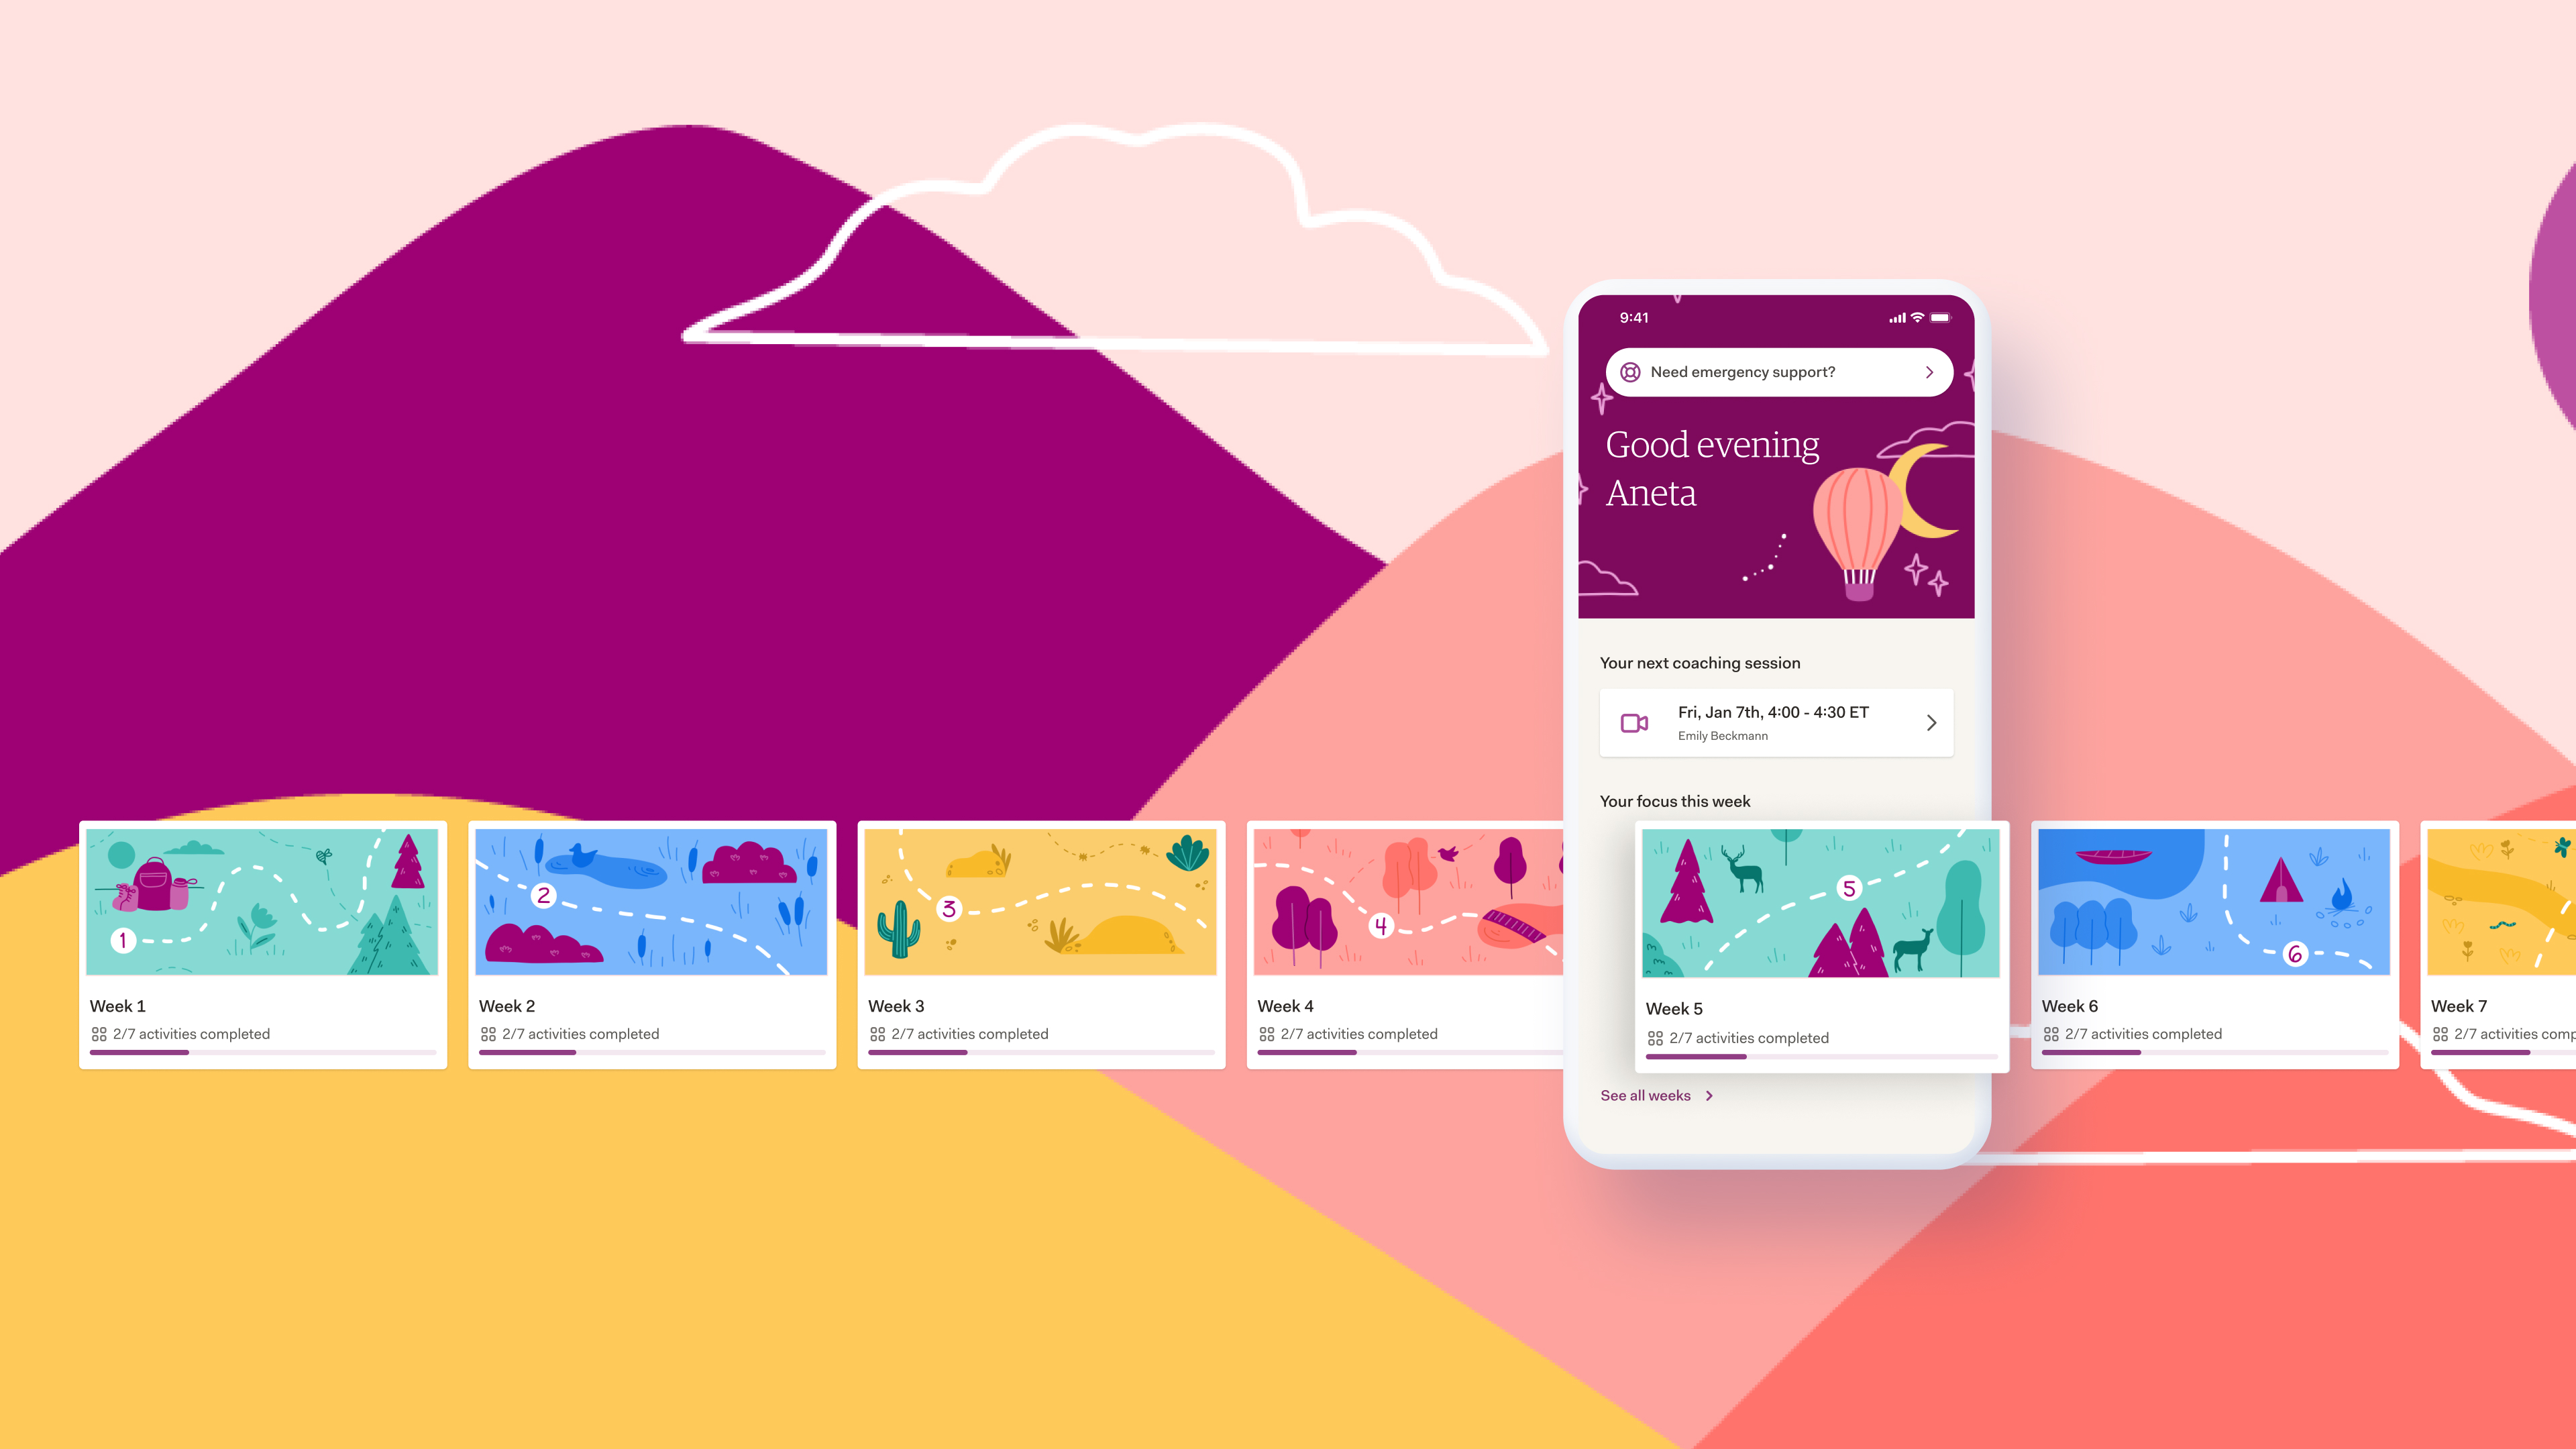 9:41
Need emergency support?
Good evening
Aneta
Your next coaching session
Fri, Jan 7th, 4:00 - 4:30 ET
Emily Beckmann
Your focus this week
1
Week 1
2/7 activities completed
2
Week 2
2/7 activities completed
3
Week 3
2/7 activities completed
4
Week 4
2/7 activities completed
5
Week 5
2/7 activities completed
6
Week 6
2/7 activities completed
Week 7
2/7 activities comp
See all weeks